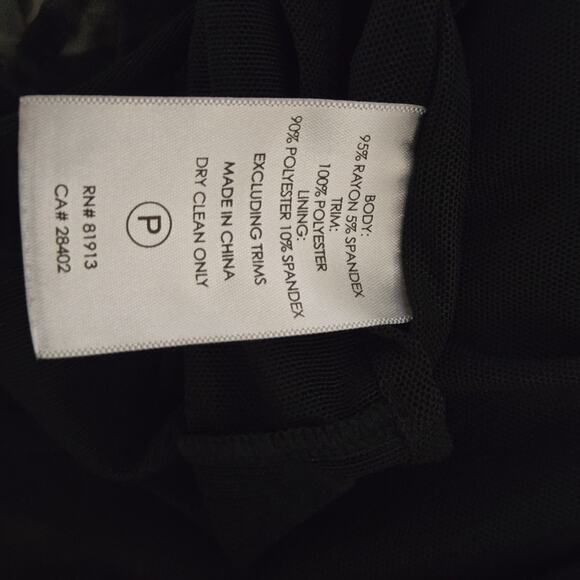 BODY:
95% RAYON 5% SPANDEX
TRIM:
100% POLYESTER
LINING:
90% POLYESTER 10% SPANDEX
EXCLUDING TRIMS
MADE IN CHINA
DRY CLEAN ONLY
P
RN# 81913
CA# 28402